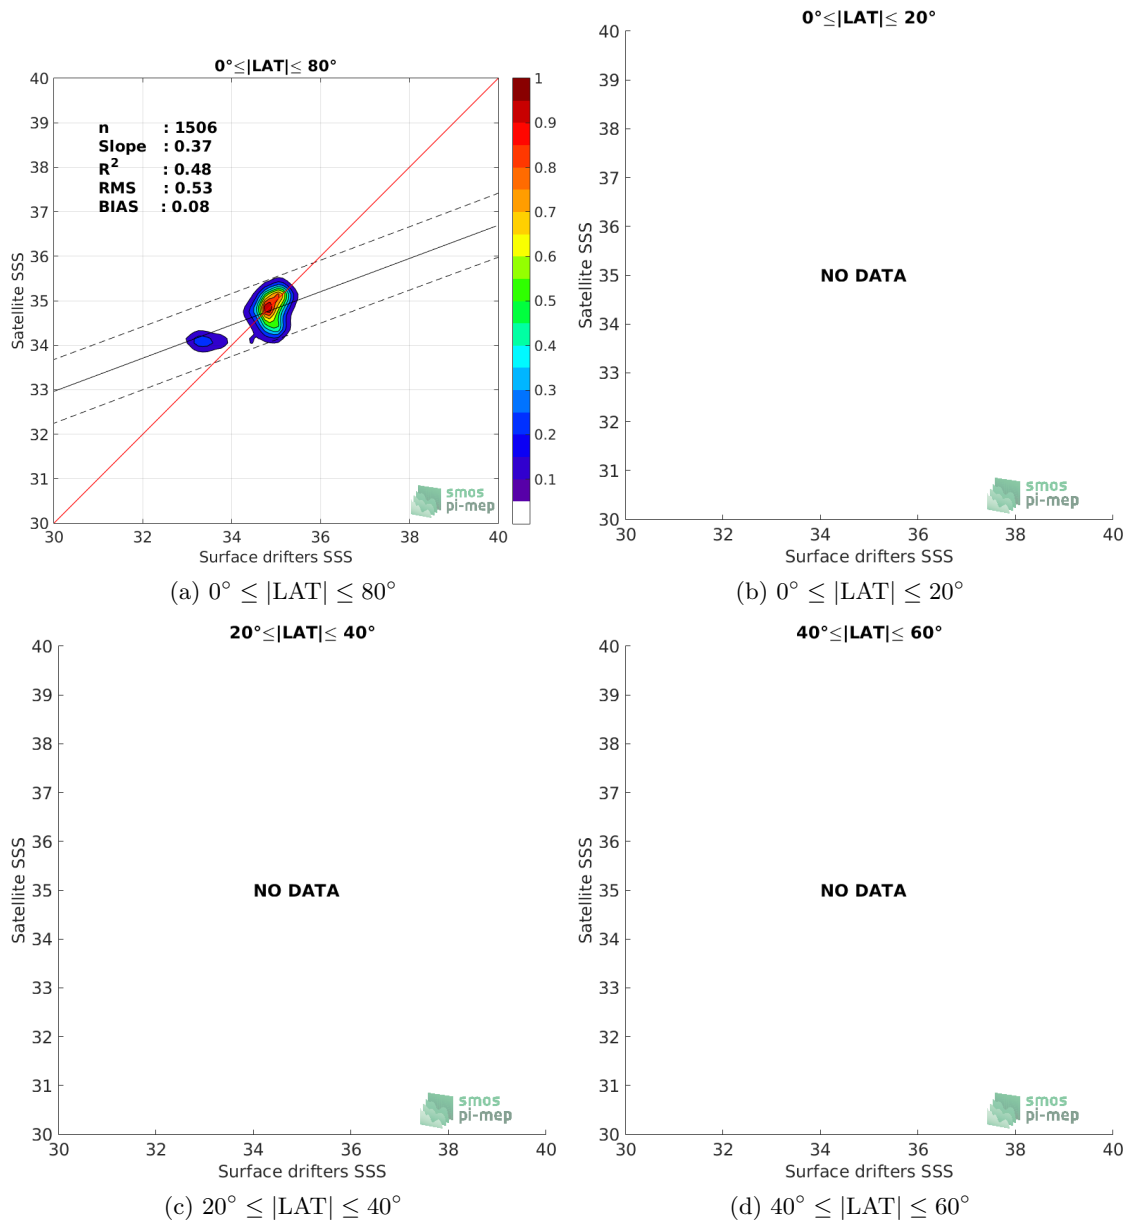 0°≤|LAT|≤ 80°
40
39
38
37
36
35
34
33
32
31
30
n : 1506
Slope : 0.37
R² : 0.48
RMS : 0.53
BIAS : 0.08
Satellite SSS
30 32 34 36 38 40
Surface drifters SSS
1
0.9
0.8
0.7
0.6
0.5
0.4
0.3
0.2
0.1
smos
pi-mep
(a) 0° ≤ |LAT| ≤ 80°
0°≤|LAT|≤ 20°
40
39
38
37
36
35
34
33
32
31
30
Satellite SSS
NO DATA
smos
pi-mep
30 32 34 36 38 40
Surface drifters SSS
(b) 0° ≤ |LAT| ≤ 20°
20°≤|LAT|≤ 40°
40
39
38
37
36
35
34
33
32
31
30
Satellite SSS
NO DATA
smos
pi-mep
30 32 34 36 38 40
Surface drifters SSS
(c) 20° ≤ |LAT| ≤ 40°
40°≤|LAT|≤ 60°
40
39
38
37
36
35
34
33
32
31
30
Satellite SSS
NO DATA
smos
pi-mep
30 32 34 36 38 40
Surface drifters SSS
(d) 40° ≤ |LAT| ≤ 60°